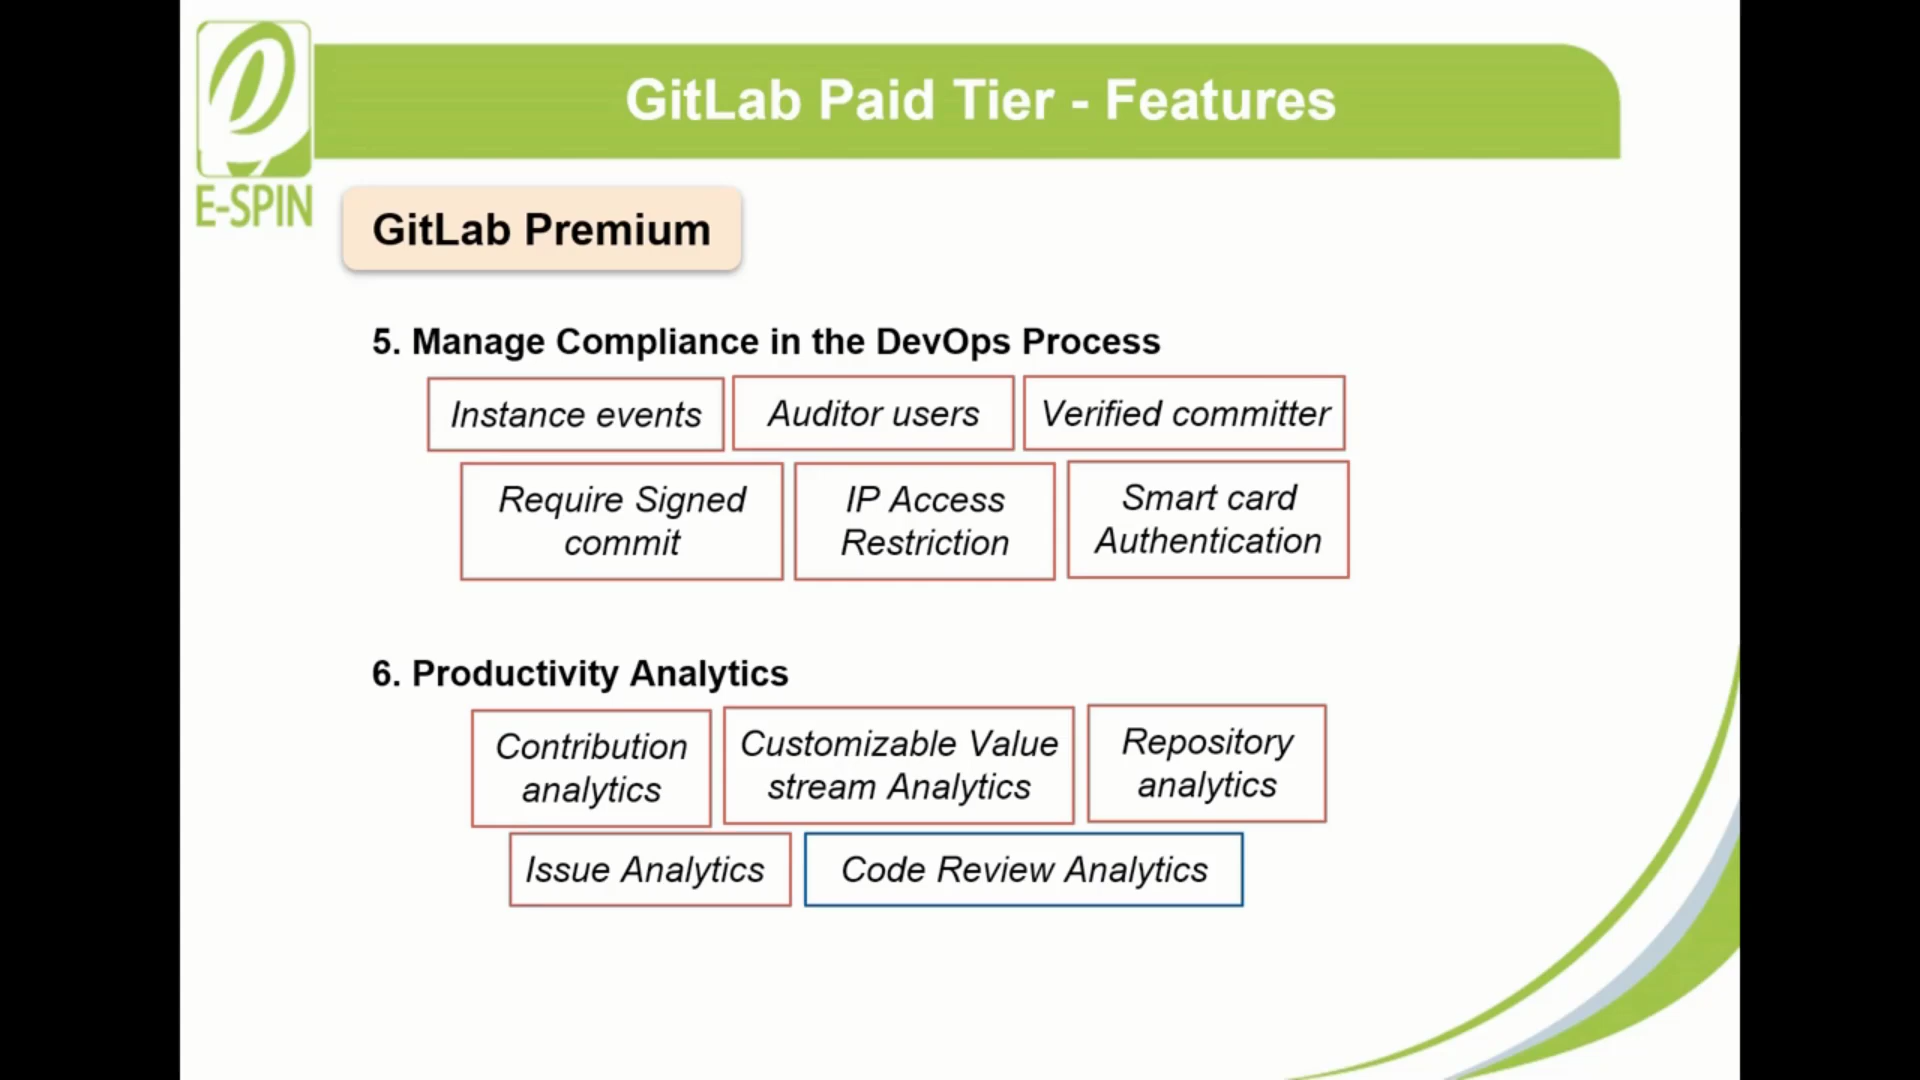 GitLab Paid Tier - Features
E-SPIN
GitLab Premium
5. Manage Compliance in the DevOps Process
Instance events
Auditor users
Verified committer
Require Signed
commit
IP Access
Restriction
Smart card
Authentication
6. Productivity Analytics
Contribution
analytics
Customizable Value
stream Analytics
Repository
analytics
Issue Analytics
Code Review Analytics